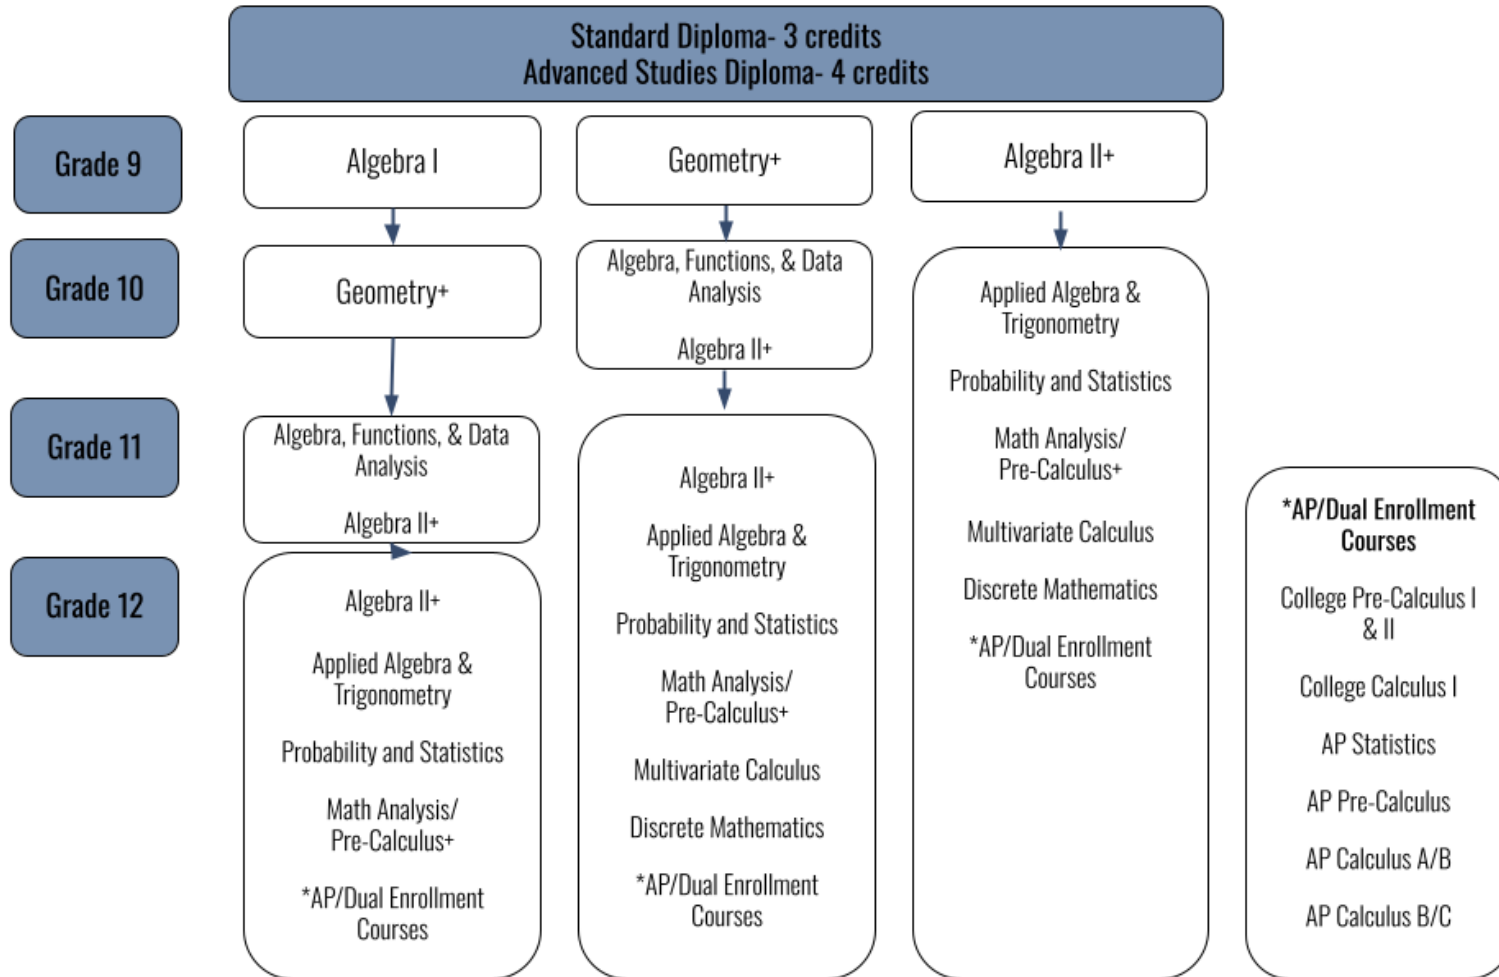 Standard Diploma- 3 credits
Advanced Studies Diploma- 4 credits
Grade 9
Algebra I
Geometry+
Algebra II+
Grade 10
Geometry+
Algebra, Functions, & Data
Analysis
Algebra II+
Applied Algebra &
Trigonometry
Probability and Statistics
Math Analysis/
Pre-Calculus+
Multivariate Calculus
Discrete Mathematics
*AP/Dual Enrollment
Courses
Grade 11
Algebra, Functions, & Data
Analysis
Algebra II+
Algebra II+
Applied Algebra &
Trigonometry
Probability and Statistics
Math Analysis/
Pre-Calculus+
Multivariate Calculus
Discrete Mathematics
*AP/Dual Enrollment
Courses
Grade 12
Algebra II+
Applied Algebra &
Trigonometry
Probability and Statistics
Math Analysis/
Pre-Calculus+
*AP/Dual Enrollment
Courses
*AP/Dual Enrollment
Courses
College Pre-Calculus I
& II
College Calculus I
AP Statistics
AP Pre-Calculus
AP Calculus A/B
AP Calculus B/C